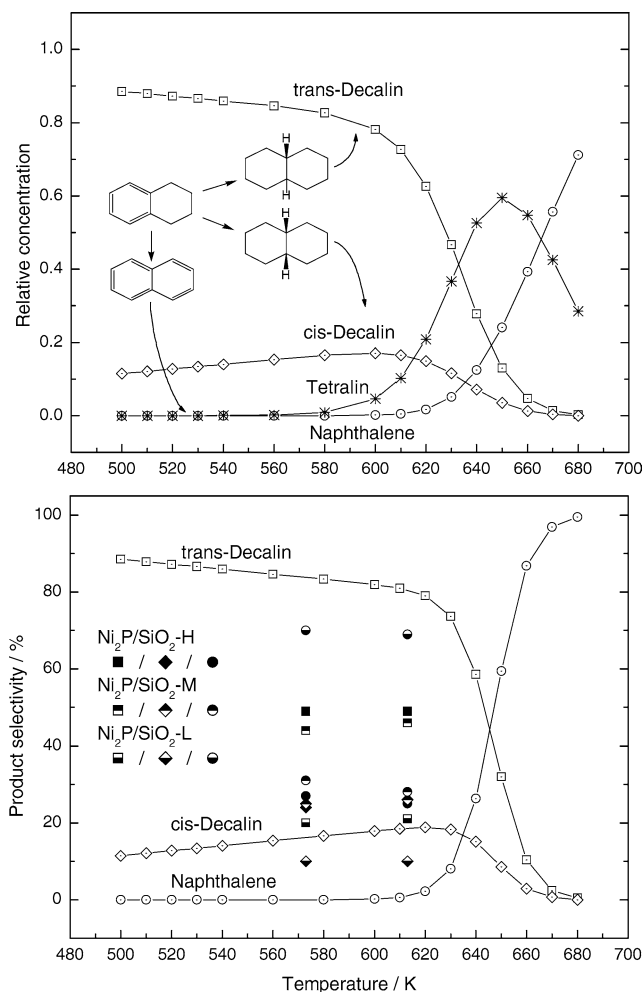 1.0
0.8
0.6
0.4
0.2
0.0
Relative concentration
trans-Decalin
H
H
H
H
cis-Decalin
Tetralin
Naphthalene
480 500 520 540 560 580 600 620 640 660 680 700
100
80
60
40
20
0
Product selectivity / %
trans-Decalin
Ni2P/SiO2-H
/ /
Ni2P/SiO2-M
/ /
Ni2P/SiO2-L
/ /
cis-Decalin
Naphthalene
480 500 520 540 560 580 600 620 640 660 680 700
Temperature / K